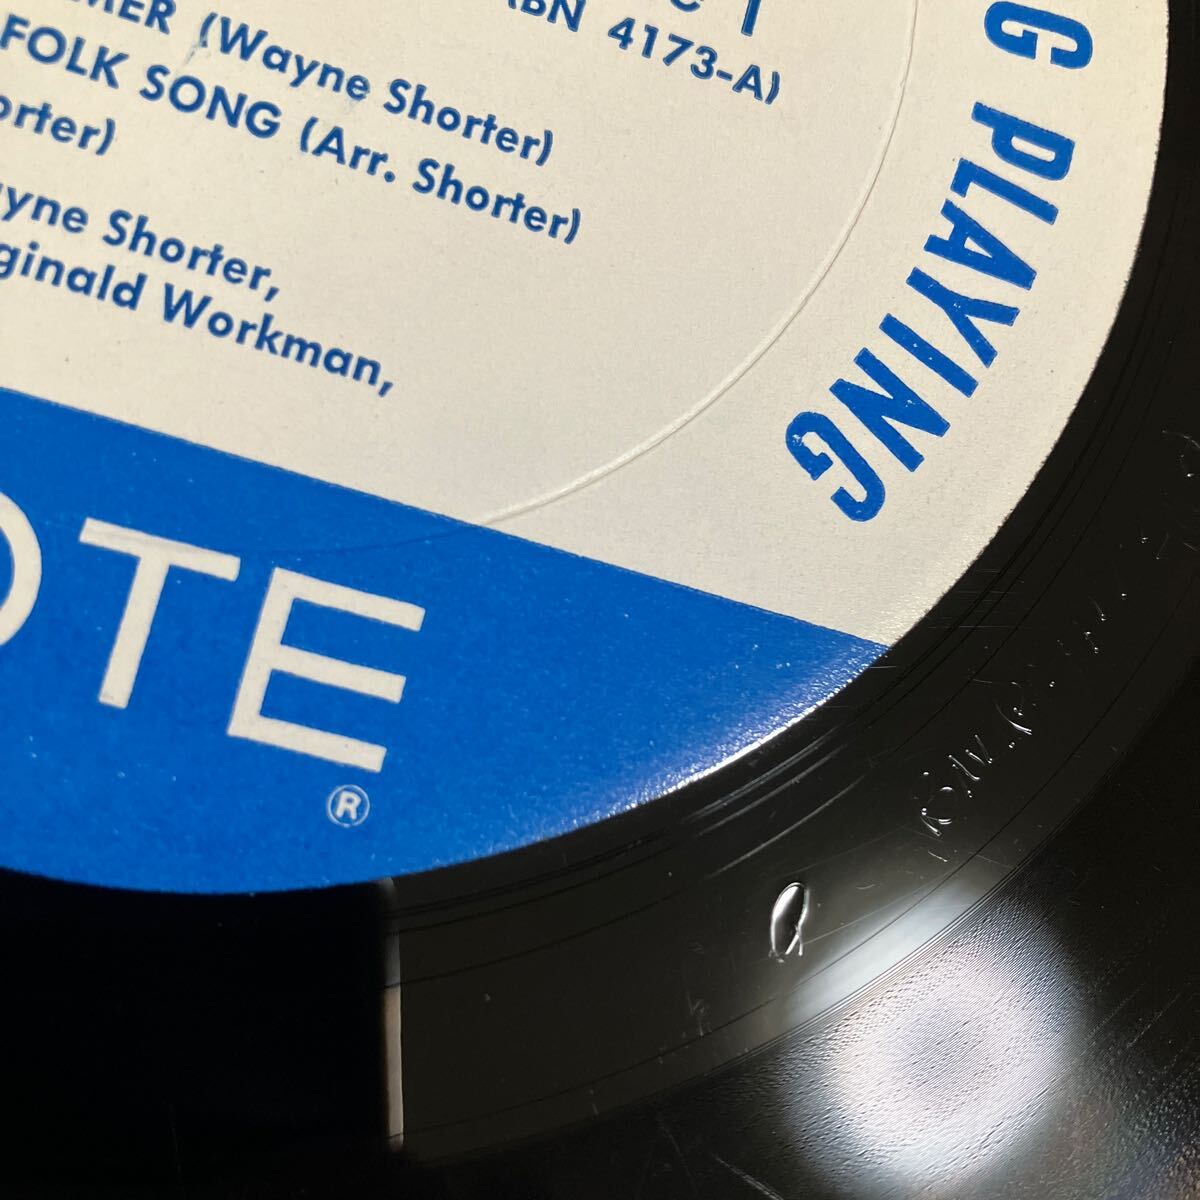 (BN 4173-A)
MER (Wayne Shorter)
FOLK SONG (Arr. Shorter)
orter)
yne Shorter,
ginald Workman,
G PLAYING
OTE
®